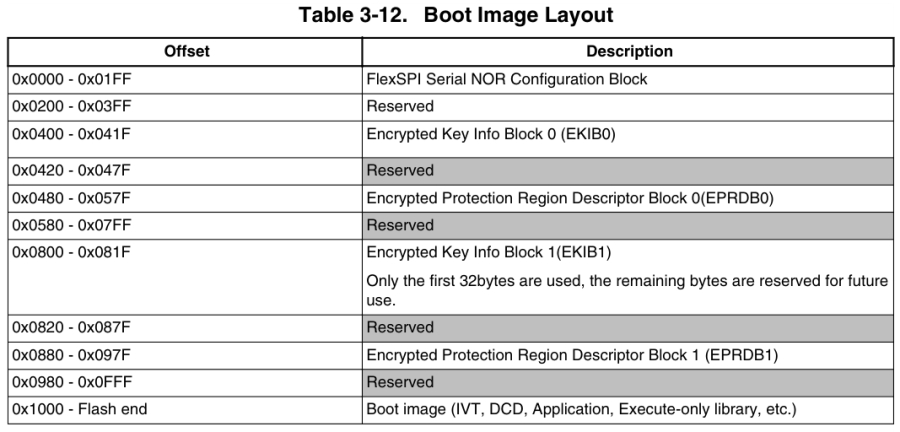 Table 3-12. Boot Image Layout
Offset Description
0x0000 - 0x01FF FlexSPI Serial NOR Configuration Block
0x0200 - 0x03FF Reserved
0x0400 - 0x041F Encrypted Key Info Block 0 (EKIB0)
0x0420 - 0x047F Reserved
0x0480 - 0x057F Encrypted Protection Region Descriptor Block 0(EPRDB0)
0x0580 - 0x07FF Reserved
0x0800 - 0x081F Encrypted Key Info Block 1(EKIB1)
Only the first 32bytes are used, the remaining bytes are reserved for future
use.
0x0820 - 0x087F Reserved
0x0880 - 0x097F Encrypted Protection Region Descriptor Block 1 (EPRDB1)
0x0980 - 0x0FFF Reserved
0x1000 - Flash end Boot image (IVT, DCD, Application, Execute-only library, etc.)